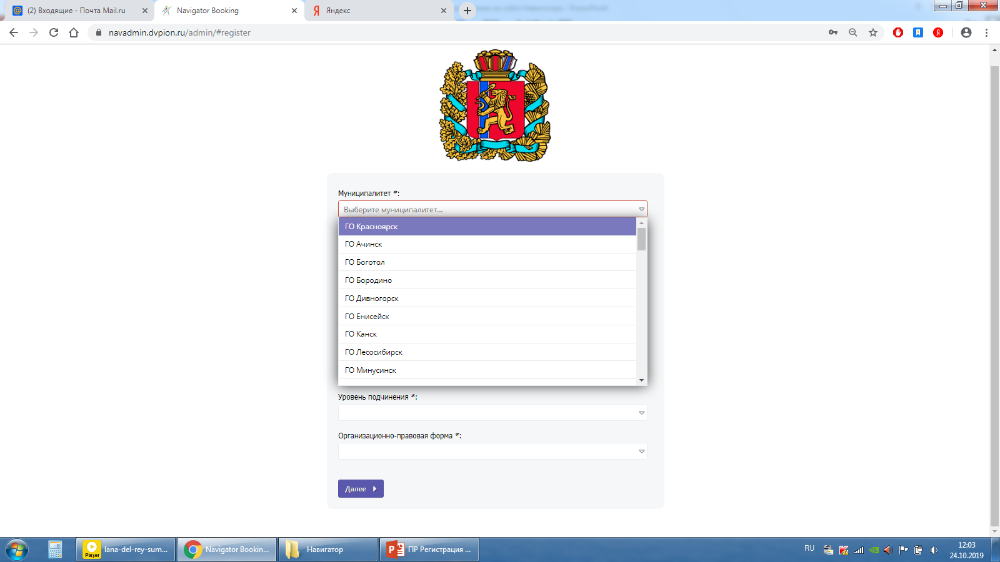 (2) Входящие - Почта Mail.ru
Navigator Booking
Яндекс
navadmin.dvpion.ru/admin/#register
Муниципалитет *:
Выберите муниципалитет...
ГО Красноярск
ГО Ачинск
ГО Боготол
ГО Бородино
ГО Дивногорск
ГО Енисейск
ГО Канск
ГО Лесосибирск
ГО Минусинск
Уровень подчинения *:
Организационно-правовая форма *:
Далее
Player
lana-del-rey-sum...
Navigator Bookin...
Навигатор
ПР Регистрация ...
RU
12:03
24.10.2019